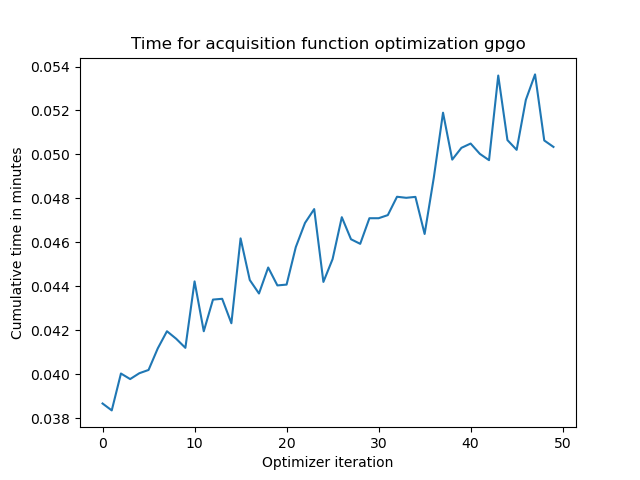 Time for acquisition function optimization gpgo
0.054
0.052
0.050
0.048
0.046
0.044
0.042
0.040
0.038
Cumulative time in minutes
0 10 20 30 40 50
Optimizer iteration